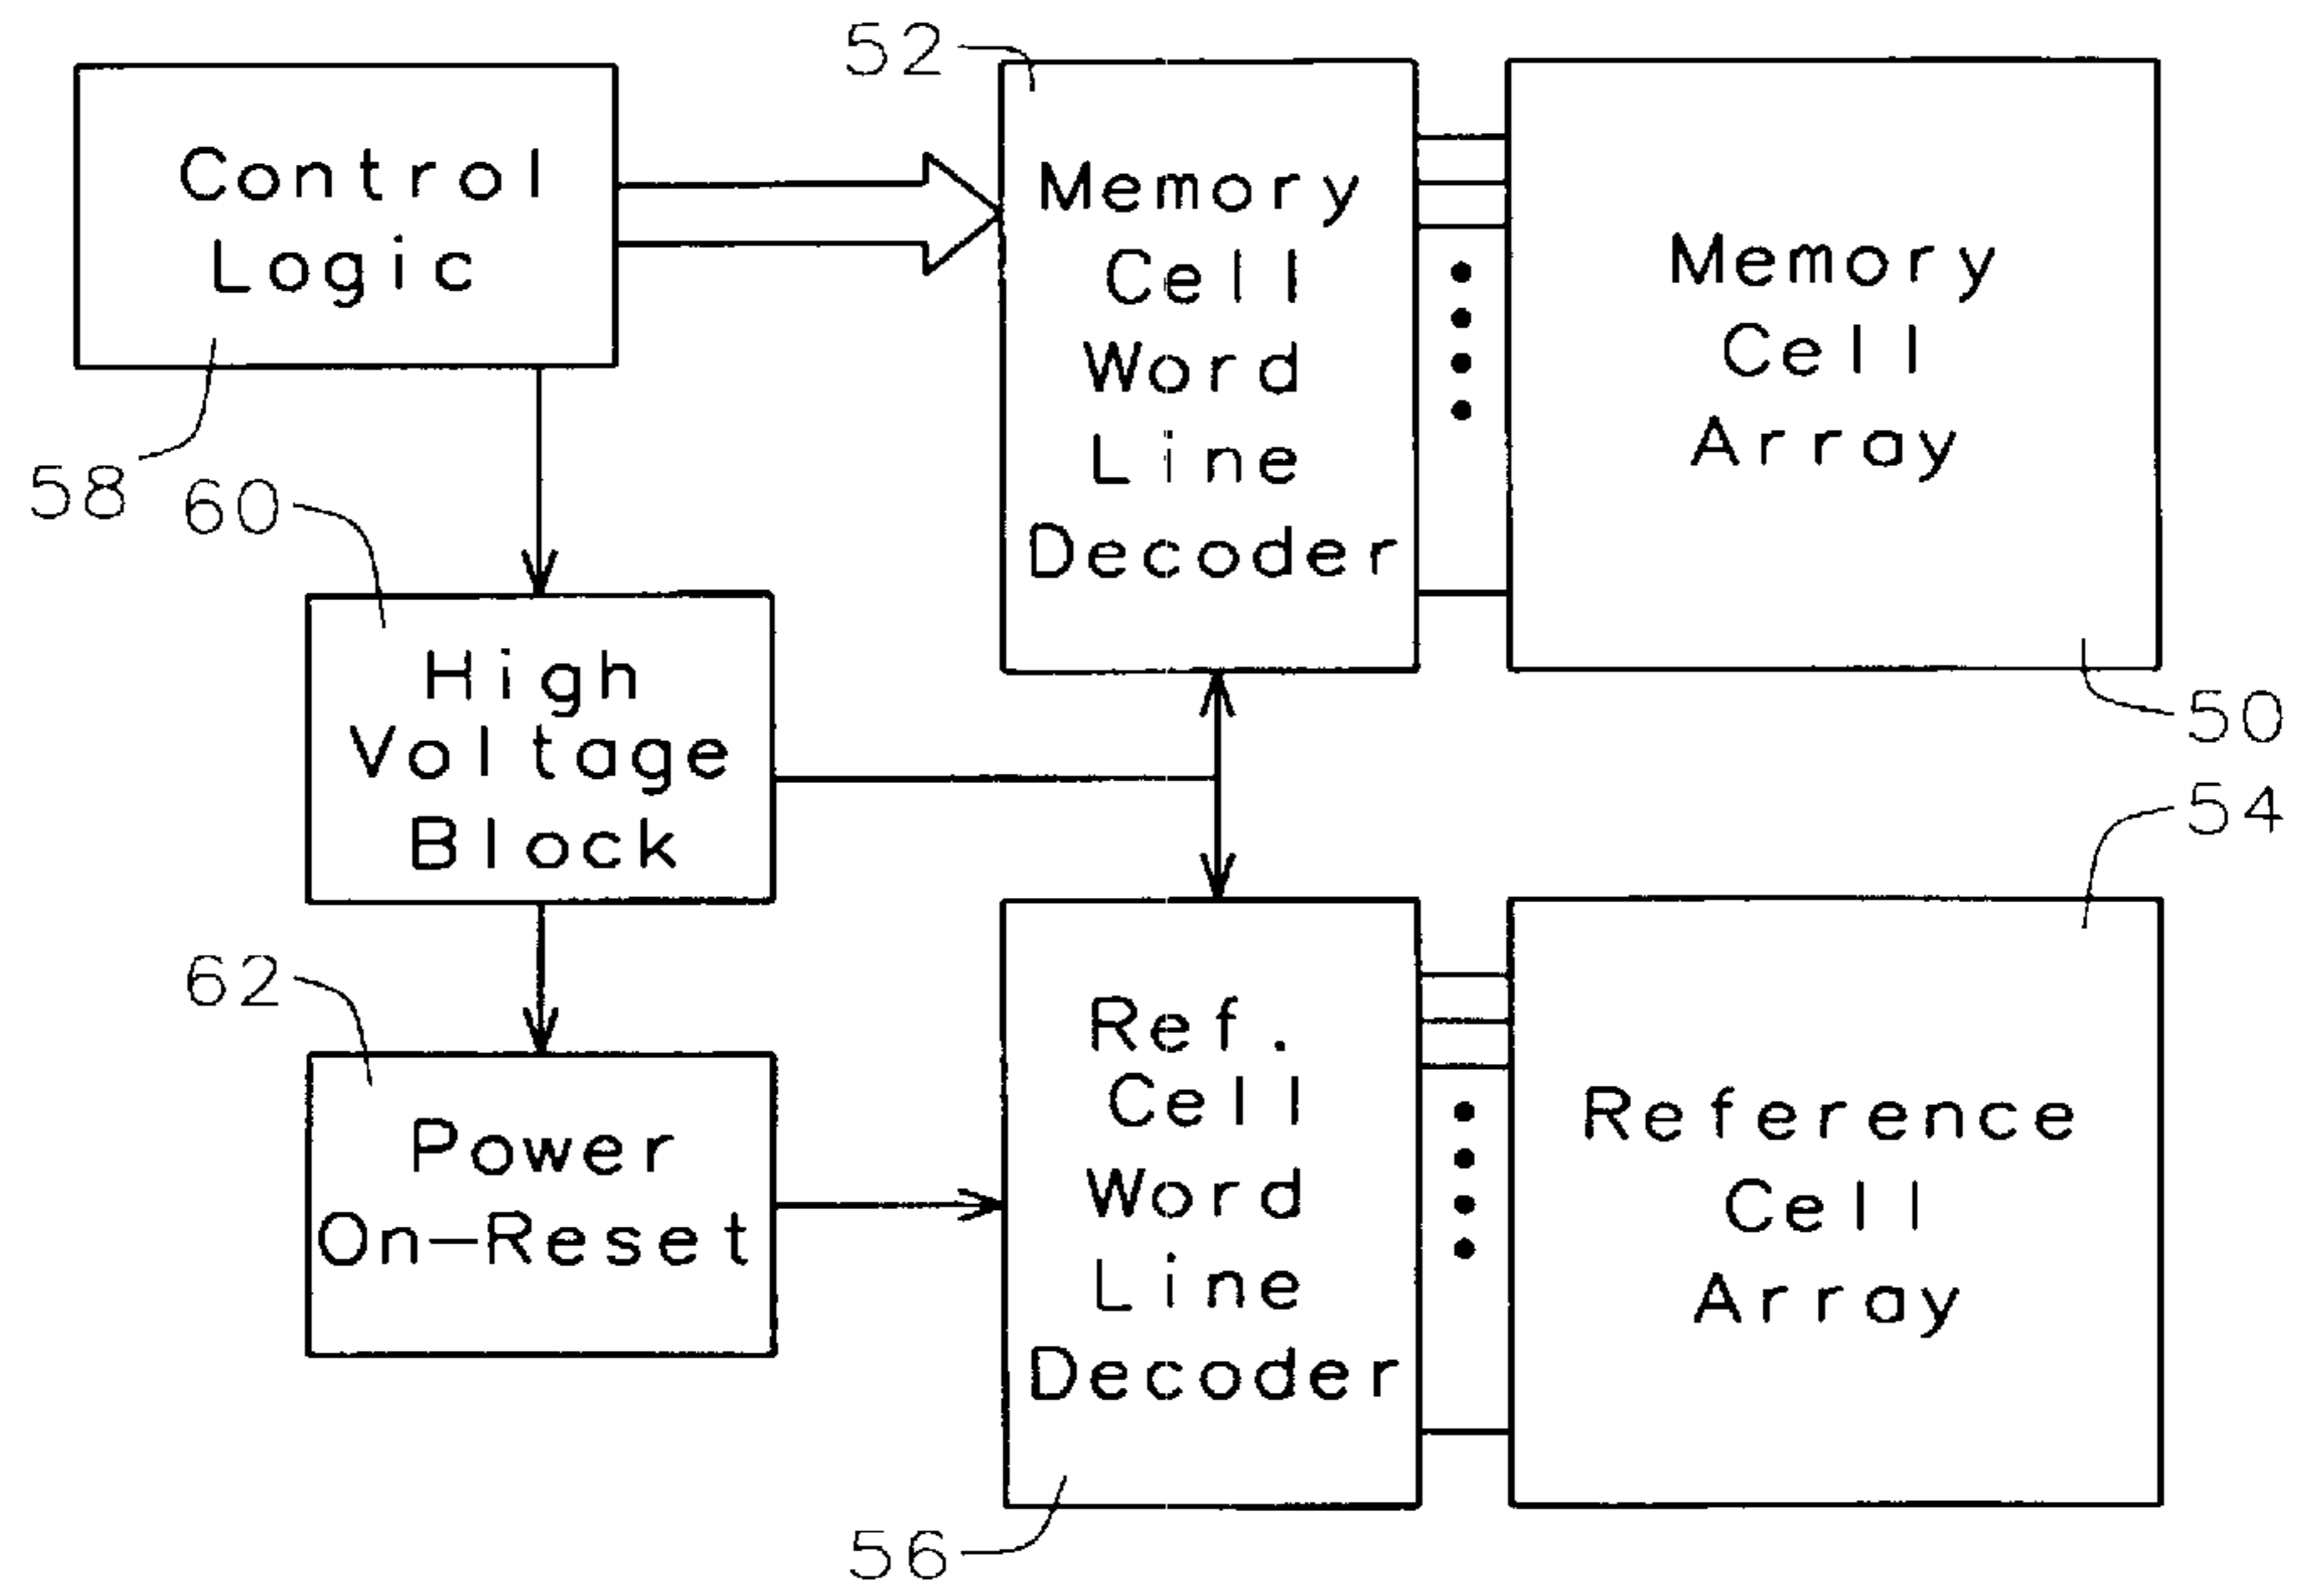 52
Control
Logic
58
Memory
Cell
Word
Line
Decoder
Memory
Cell
Array
50
60
High
Voltage
Block
54
62
Power
On-Reset
Ref.
Cell
Word
Line
Decoder
56
Reference
Cell
Array